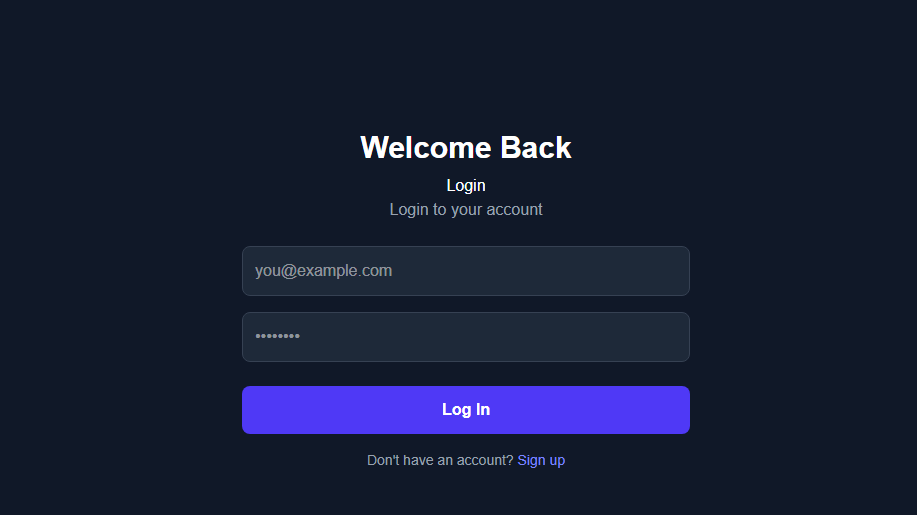 Welcome Back
Login
Login to your account
you@example.com
••••••••
Log In
Don't have an account? Sign up